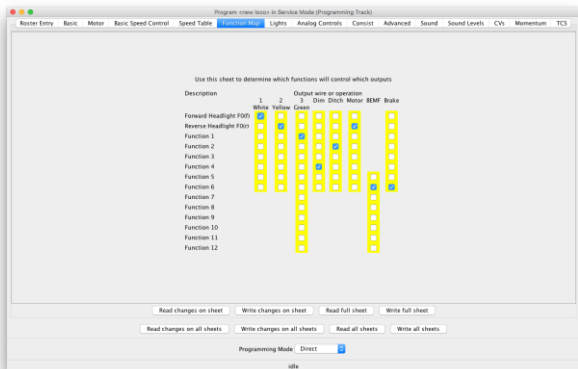 Program <new loco> in Service Mode (Programming Track)
Roster Entry Basic Motor Basic Speed Control Speed Table Function Map Lights Analog Controls Consist Advanced Sound Sound Levels CVs Momentum TCS
Use this sheet to determine which functions will control which outputs
Description Output wire or operation
1 2 3 Dim Ditch Motor BEMF Brake
White Yellow Green
Forward Headlight F0(f)
Reverse Headlight F0(r)
Function 1
Function 2
Function 3
Function 4
Function 5
Function 6
Function 7
Function 8
Function 9
Function 10
Function 11
Function 12
Read changes on sheet Write changes on sheet Read full sheet Write full sheet
Read changes on all sheets Write changes on all sheets Read all sheets Write all sheets
Programming Mode Direct
idle